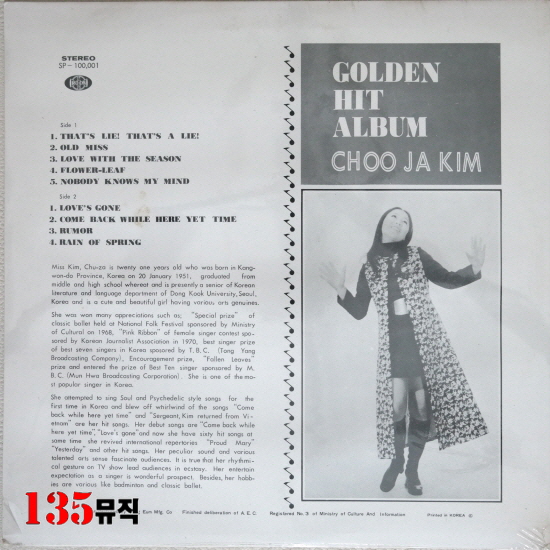 STEREO
SP-100,001
Side 1
1. THAT'S LIE! THAT'S A LIE!
2. OLD MISS
3. LOVE WITH THE SEASON
4. FLOWER-LEAF
5. NOBODY KNOWS MY MIND
Side 2
1. LOVE'S GONE
2. COME BACK WHILE HERE YET TIME
3. RUMOR
4. RAIN OF SPRING
Miss Kim, Chu-za is twenty one years old who was born in Kang-
won-do Province, Korea on 20 January 1951, graduated from
middle and high school whereat and is presently a senior of Korean
literature and language department of Dong Kook University, Seoul,
Korea and is a cute and beautiful girl having various arts genuines.
She was won many appreciations such as; "Special prize" of
classic ballet held at National Folk Festival sponsored by Ministry
of Cultural on 1968, "Pink Ribbon" of female singer contest spo-
nsored by Korean Journalist Association in 1970, best singer prize
of best seven singers in Korea sposored by T.B.C. (Tong Yang
Broadcasting Company), Encouragement prize, "Fallen Leaves"
prize and entered the prize of Best Ten singer sponsored by M.
B.C. (Mun Hwa Broadcasting Corporation). She is one of the mo-
st popular singer in Korea.
She attempted to sing Soul and Psychedelic style songs For the
first time in Korea and blew off whirlwind of the songs "Come
back while here yet time" and "Sergeant, Kim returned from Vi-
etnam" are her hit songs. Her debut songs are "Come back while
here yet time", "Love's gone" and now she have sixty hit songs at
some time she revived international repertories "Proud Mary"
"Yesterday" and other hit songs. Her peculiar sound and various
talented arts sense fascinate audiences. It is true that her rhythmi-
cal gesture on TV show lead audiences in ecstasy. Her entertain
expectation as a singer is wonderful prospect. Besides, her hobb-
ies are various like badminton and classic ballet.
GOLDEN
HIT
ALBUM
CHOO JA KIM
135뮤직
Eum Mfg. Co Finished deliberation of A.E.C. Registered No. 3 of Ministry of Culture And Information Printed in KOREA ©